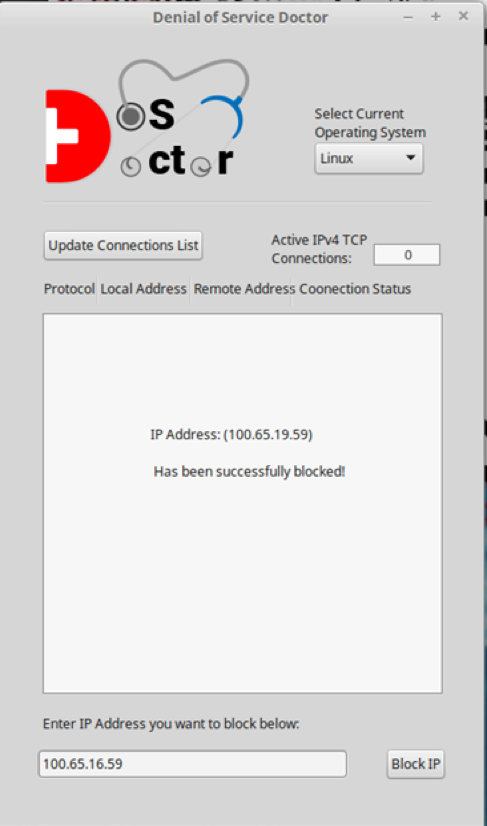 Denial of Service Doctor
os
octor
Select Current
Operating System
Linux
Update Connections List
Active IPv4 TCP
Connections:
0
Protocol Local Address Remote Address Coonection Status
IP Address: (100.65.19.59)
Has been successfully blocked!
Enter IP Address you want to block below:
100.65.16.59
Block IP